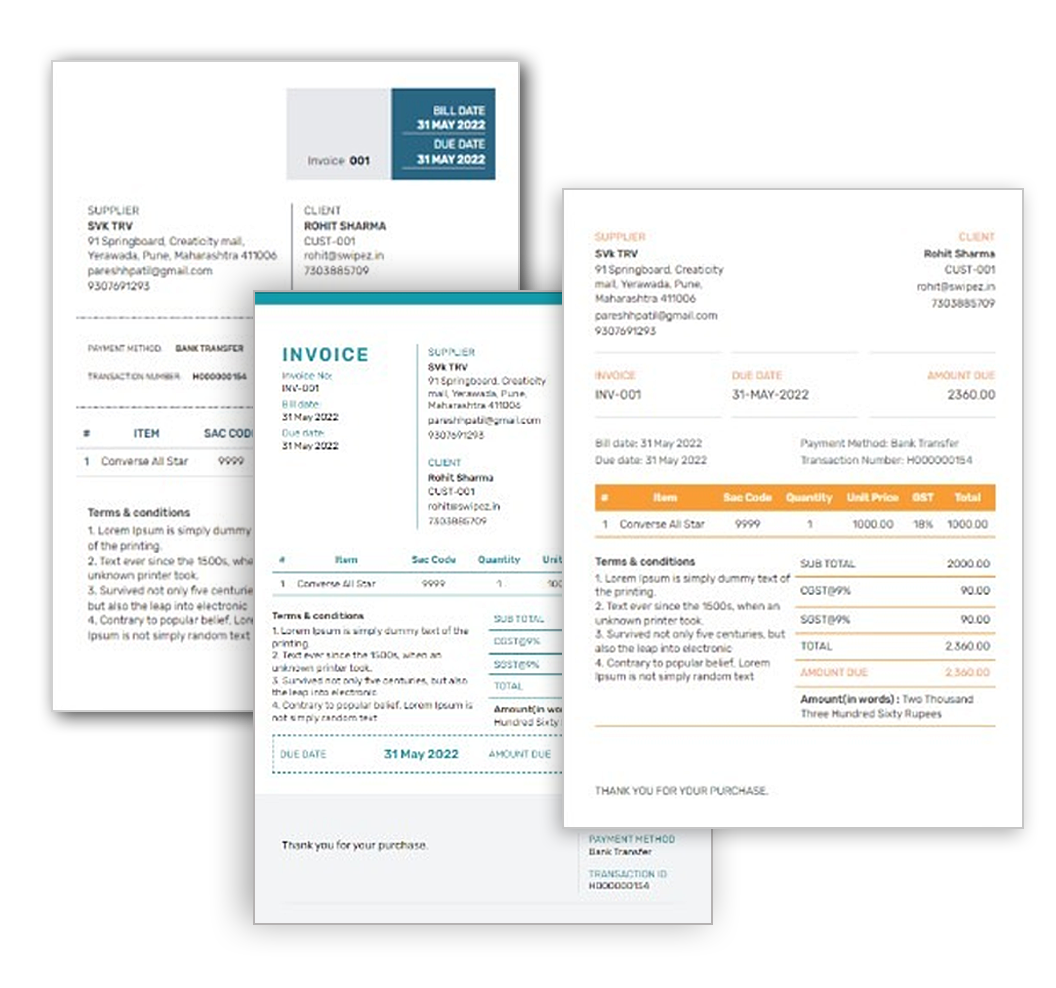 BILL DATE
31 MAY 2022
DUE DATE
31 MAY 2022
Invoice 001
SUPPLIER
SVK TRV
91 Springboard, Creaticity mall,
Yerawada, Pune, Maharashtra 411006
pareshhpatil@gmail.com
9307691293
CLIENT
ROHIT SHARMA
CUST-001
rohit@swipez.in
7303885709
PAYMENT METHOD: BANK TRANSFER
TRANSACTION NUMBER: H000000154
# ITEM SAC COD
1 Converse All Star 9999
Terms & conditions
1. Lorem Ipsum is simply dummy
of the printing.
2. Text ever since the 1500s, whe
unknown printer took.
3. Survived not only five centurie
but also the leap into electronic
4. Contrary to popular belief, Lore
Ipsum is not simply random text
INVOICE
Invoice No:
INV-001
Bill date:
31 May 2022
Due date:
31 May 2022
SUPPLIER
SVk TRV
91 Springboard, Creaticity
mall, Yerawada, Pune,
Maharashtra 411006
pareshhpatil@gmail.com
9307691293
CLIENT
Rohit Sharma
CUST-001
rohit@swipez.in
7303885709
# Item Sac Code Quantity Unit
1 Converse All Star 9999 1 100
Terms & conditions
1. Lorem Ipsum is simply dummy text of the
printing.
2. Text ever since the 1500s, when an
unknown printer took.
3. Survived not only five centuries, but also
the leap into electronic
4. Contrary to popular belief, Lorem Ipsum is
not simply random text
SUB TOTAL
CGST@9%
SGST@9%
TOTAL
Amount(in wo
Hundred Sixty
DUE DATE 31 May 2022 AMOUNT DUE
Thank you for your purchase.
PAYMENT METHOD
Bank Transfer
TRANSACTION ID
H000000154
SUPPLIER
SVk TRV
91 Springboard, Creaticity
mall, Yerawada, Pune,
Maharashtra 411006
pareshhpatil@gmail.com
9307691293
CLIENT
Rohit Sharma
CUST-001
rohit@swipez.in
7303885709
INVOICE DUE DATE AMOUNT DUE
INV-001 31-MAY-2022 2360.00
Bill date: 31 May 2022 Payment Method: Bank Transfer
Due date: 31 May 2022 Transaction Number: H000000154
# Item Sac Code Quantity Unit Price GST Total
1 Converse All Star 9999 1 1000.00 18% 1000.00
Terms & conditions
1. Lorem Ipsum is simply dummy text of
the printing.
2. Text ever since the 1500s, when an
unknown printer took.
3. Survived not only five centuries, but
also the leap into electronic
4. Contrary to popular belief, Lorem
Ipsum is not simply random text
SUB TOTAL 2000.00
CGST@9% 90.00
SGST@9% 90.00
TOTAL 2,360.00
AMOUNT DUE 2,360.00
Amount(in words) : Two Thousand
Three Hundred Sixty Rupees
THANK YOU FOR YOUR PURCHASE.